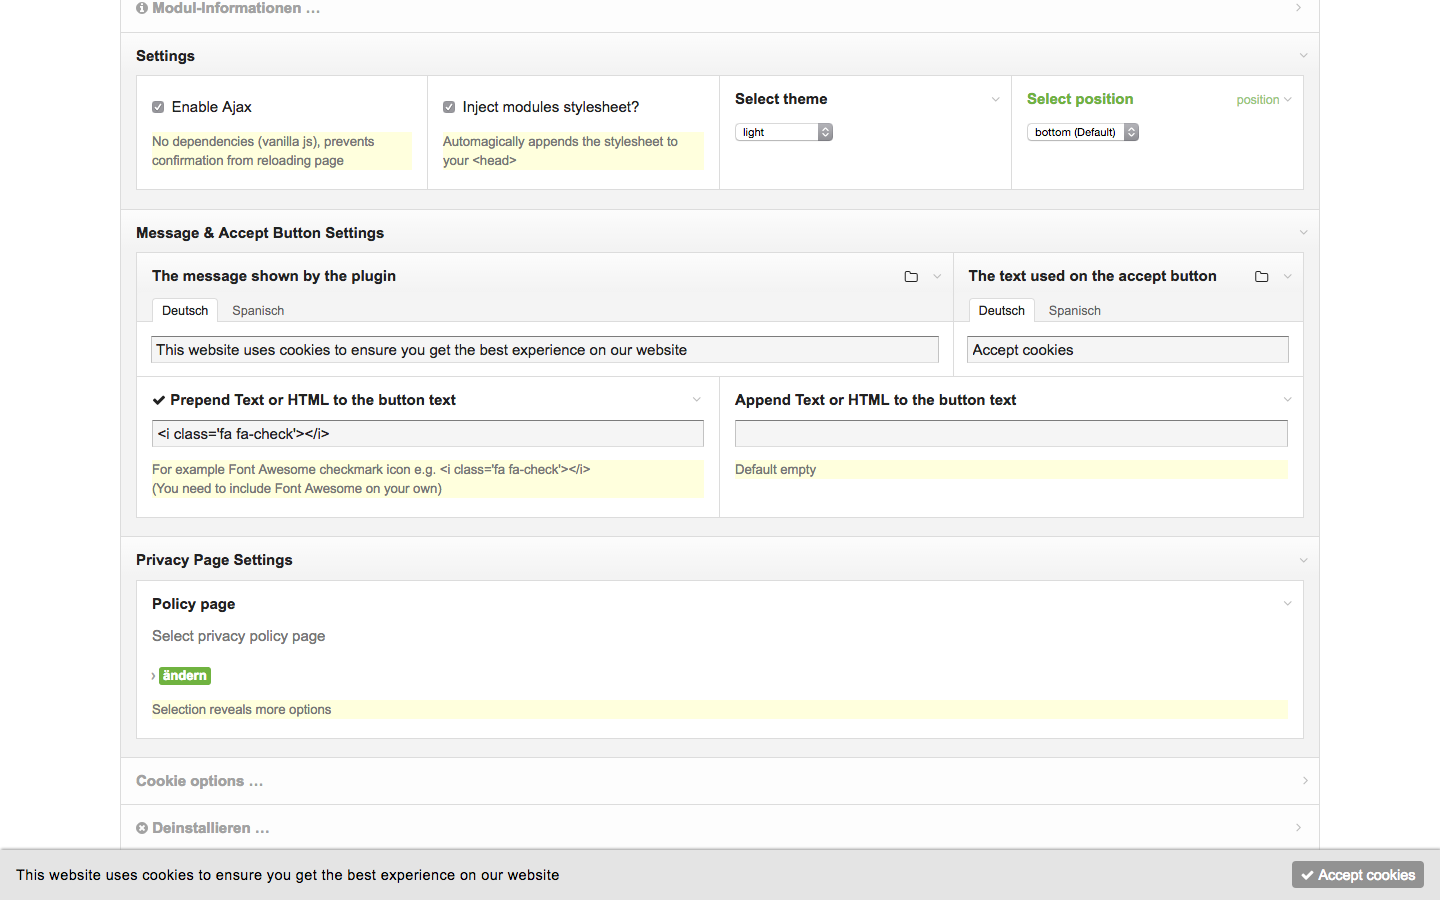 Modul-Informationen ...
Settings
Enable Ajax
No dependencies (vanilla js), prevents
confirmation from reloading page
Inject modules stylesheet?
Automagically appends the stylesheet to
your <head>
Select theme
light
Select position
position
bottom (Default)
Message & Accept Button Settings
The message shown by the plugin
Deutsch Spanisch
This website uses cookies to ensure you get the best experience on our website
The text used on the accept button
Deutsch Spanisch
Accept cookies
Prepend Text or HTML to the button text
<i class='fa fa-check'></i>
For example Font Awesome checkmark icon e.g. <i class='fa fa-check'></i>
(You need to include Font Awesome on your own)
Append Text or HTML to the button text
Default empty
Privacy Page Settings
Policy page
Select privacy policy page
› ändern
Selection reveals more options
Cookie options ...
Deinstallieren ...
This website uses cookies to ensure you get the best experience on our website
Accept cookies